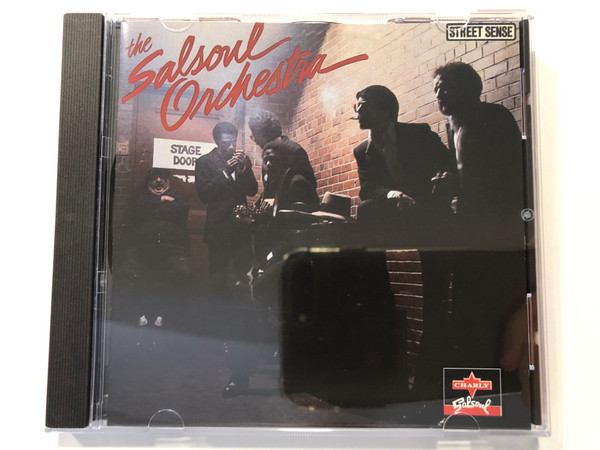 the
Salsoul
Orchestra
STREET SENSE
STAGE
DOOR
CHARLY
Salsoul